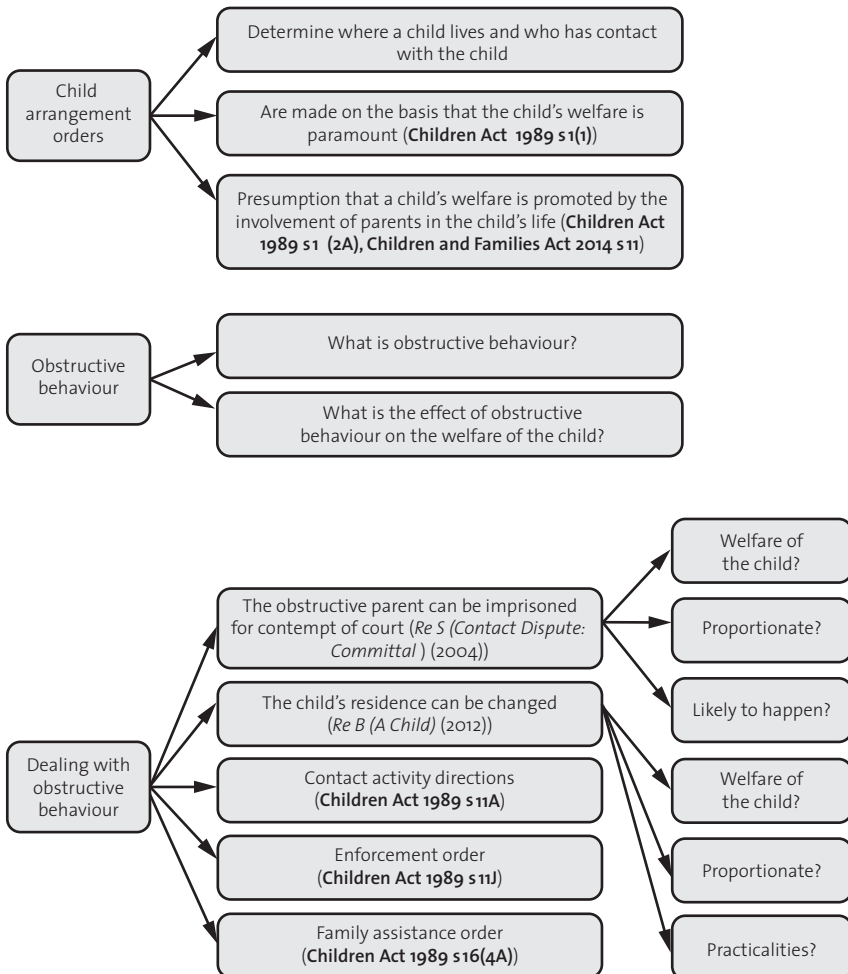 Child
arrangement
orders
Determine where a child lives and who has contact
with the child
Are made on the basis that the child's welfare is
paramount (Children Act 1989 s 1(1))
Presumption that a child's welfare is promoted by the
involvement of parents in the child's life (Children Act
1989 s 1 (2A), Children and Families Act 2014 s 11)
Obstructive
behaviour
What is obstructive behaviour?
What is the effect of obstructive
behaviour on the welfare of the child?
Dealing with
obstructive
behaviour
The obstructive parent can be imprisoned
for contempt of court (Re S (Contact Dispute:
Committal ) (2004))
Welfare of
the child?
Proportionate?
Likely to happen?
The child's residence can be changed
(Re B (A Child) (2012))
Welfare of
the child?
Proportionate?
Practicalities?
Contact activity directions
(Children Act 1989 s 11A)
Enforcement order
(Children Act 1989 s 11J)
Family assistance order
(Children Act 1989 s 16(4A))